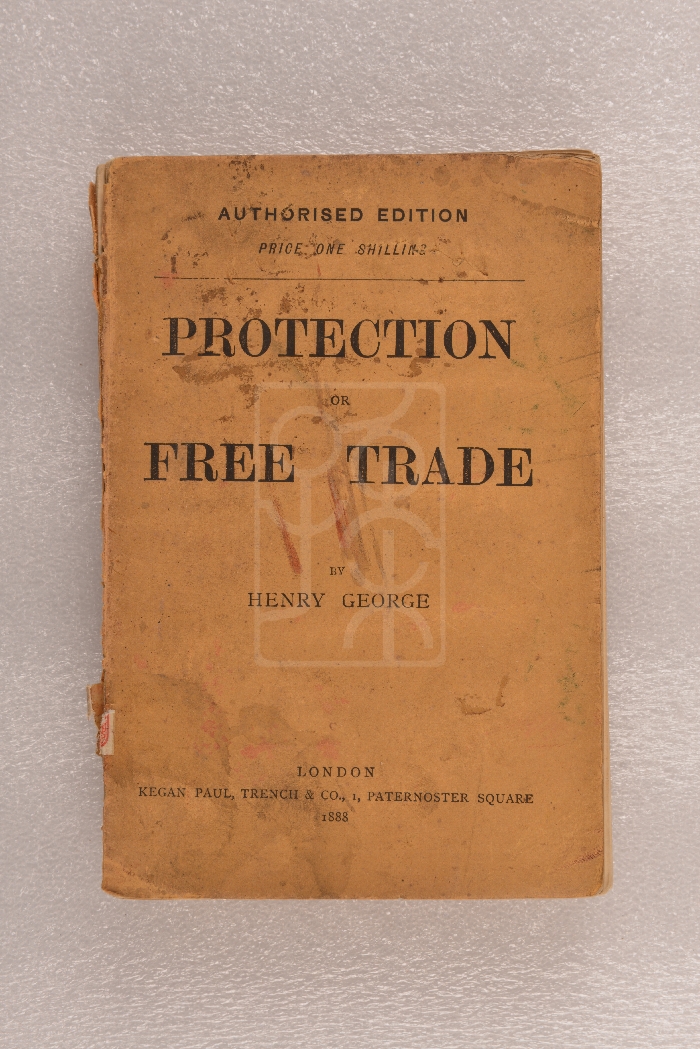 AUTHORISED EDITION
PRICE ONE SHILLING
PROTECTION
OR
FREE TRADE
BY
HENRY GEORGE
LONDON
KEGAN PAUL, TRENCH & CO., 1, PATERNOSTER SQUARE
1888